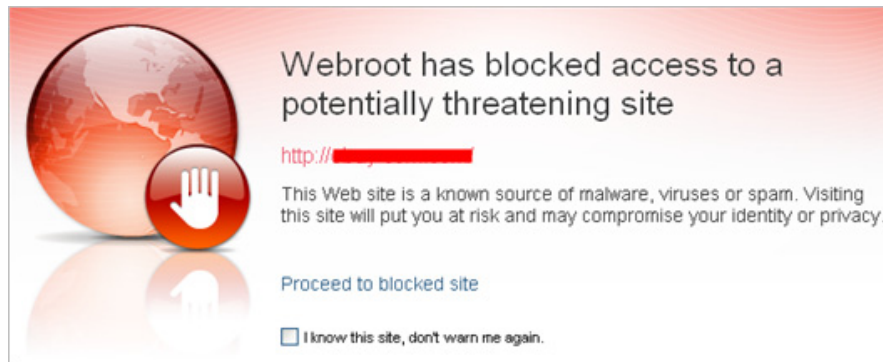 Webroot has blocked access to a
potentially threatening site
http://
This Web site is a known source of malware, viruses or spam. Visiting
this site will put you at risk and may compromise your identity or privacy.
Proceed to blocked site
I know this site, don't warn me again.